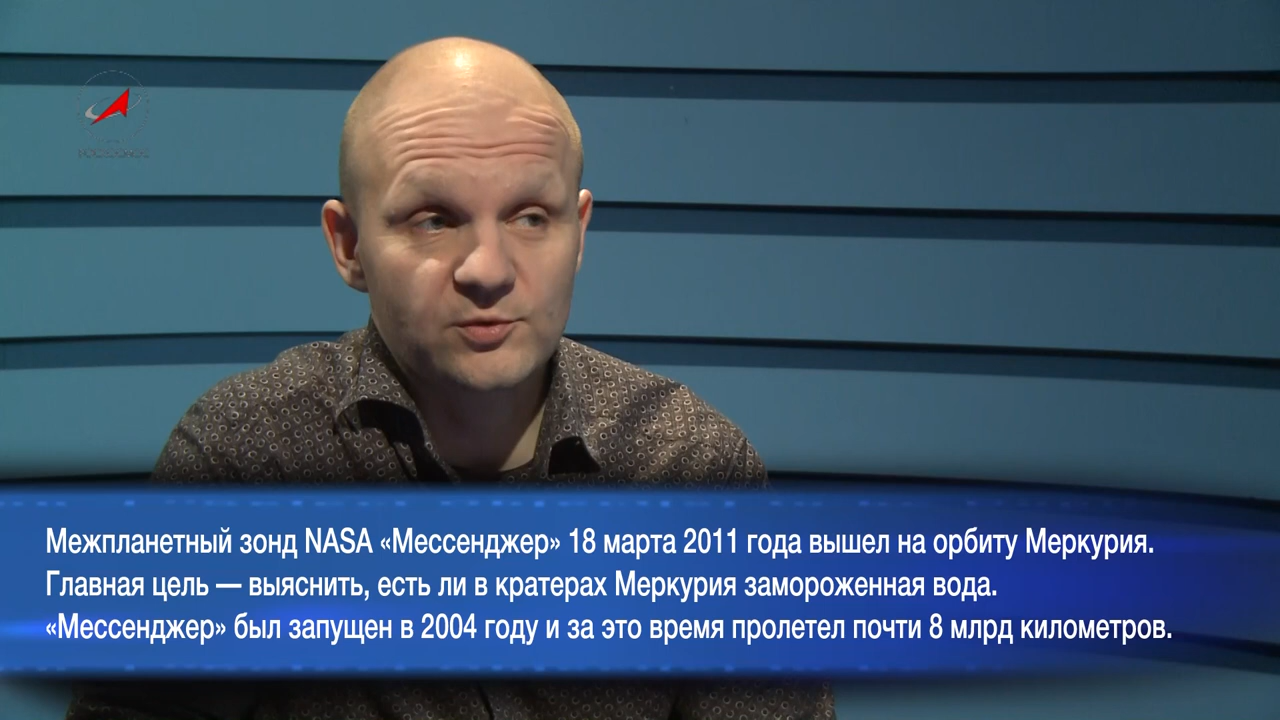 Межпланетный зонд NASA «Мессенджер» 18 марта 2011 года вышел на орбиту Меркурия.
Главная цель — выяснить, есть ли в кратерах Меркурия замороженная вода.
«Мессенджер» был запущен в 2004 году и за это время пролетел почти 8 млрд километров.